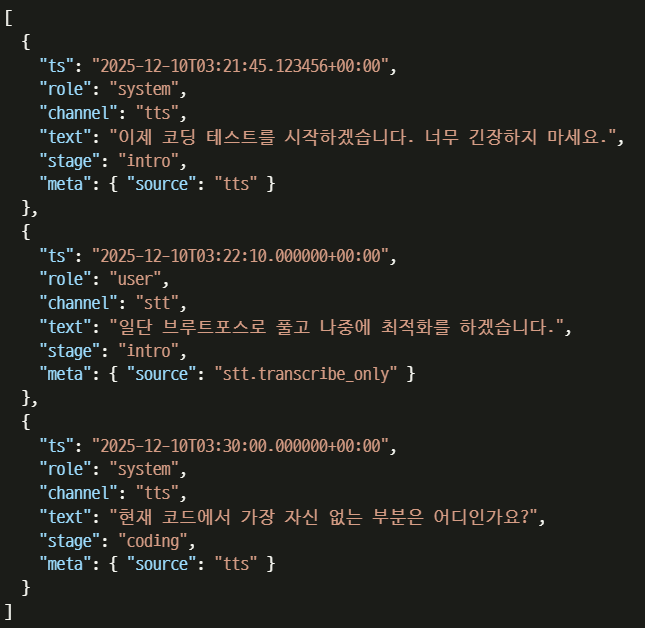 [
  {
    "ts": "2025-12-10T03:21:45.123456+00:00",
    "role": "system",
    "channel": "tts",
    "text": "이제 코딩 테스트를 시작하겠습니다. 너무 긴장하지 마세요.",
    "stage": "intro",
    "meta": { "source": "tts" }
  },
  {
    "ts": "2025-12-10T03:22:10.000000+00:00",
    "role": "user",
    "channel": "stt",
    "text": "일단 브루트포스로 풀고 나중에 최적화를 하겠습니다.",
    "stage": "intro",
    "meta": { "source": "stt.transcribe_only" }
  },
  {
    "ts": "2025-12-10T03:30:00.000000+00:00",
    "role": "system",
    "channel": "tts",
    "text": "현재 코드에서 가장 자신 없는 부분은 어디인가요?",
    "stage": "coding",
    "meta": { "source": "tts" }
  }
]